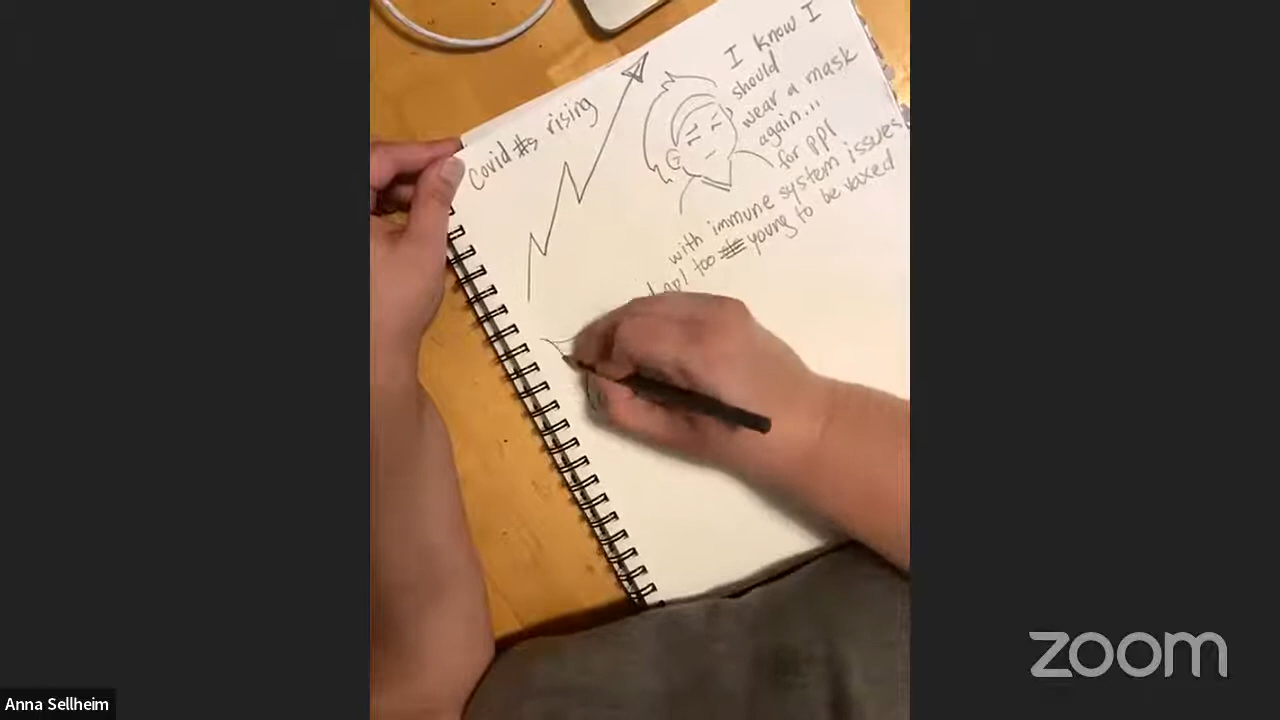 Covid #s rising
I know I
should
wear a mask
again...
for ppl
with immune system issues
ppl too young to be vaxed
zoom
Anna Sellheim